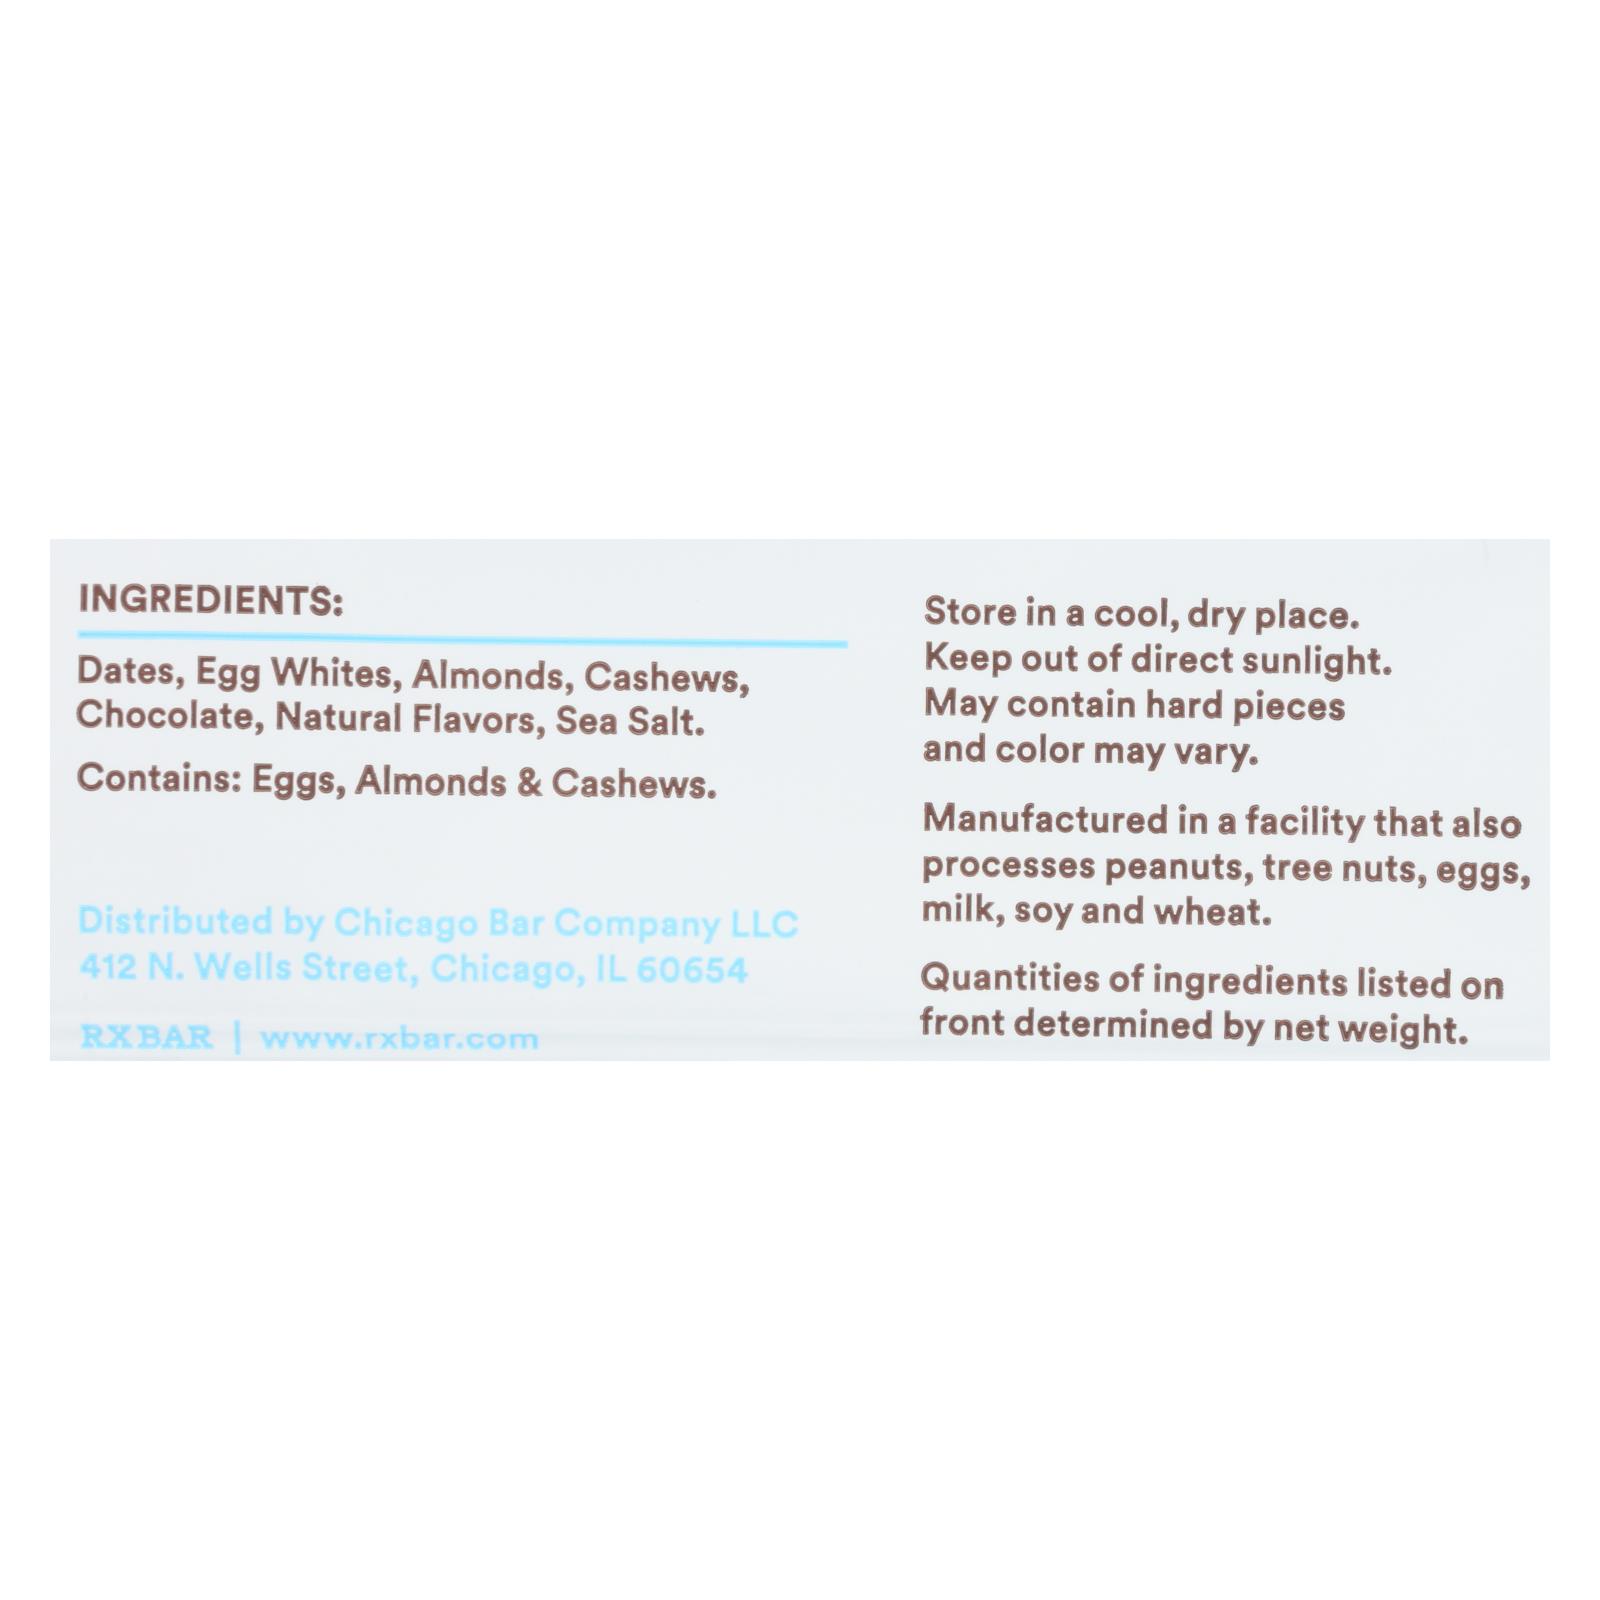 INGREDIENTS:
Dates, Egg Whites, Almonds, Cashews,
Chocolate, Natural Flavors, Sea Salt.
Contains: Eggs, Almonds & Cashews.
Distributed by Chicago Bar Company LLC
412 N. Wells Street, Chicago, IL 60654
RXBAR | www.rxbar.com
Store in a cool, dry place.
Keep out of direct sunlight.
May contain hard pieces
and color may vary.
Manufactured in a facility that also
processes peanuts, tree nuts, eggs,
milk, soy and wheat.
Quantities of ingredients listed on
front determined by net weight.